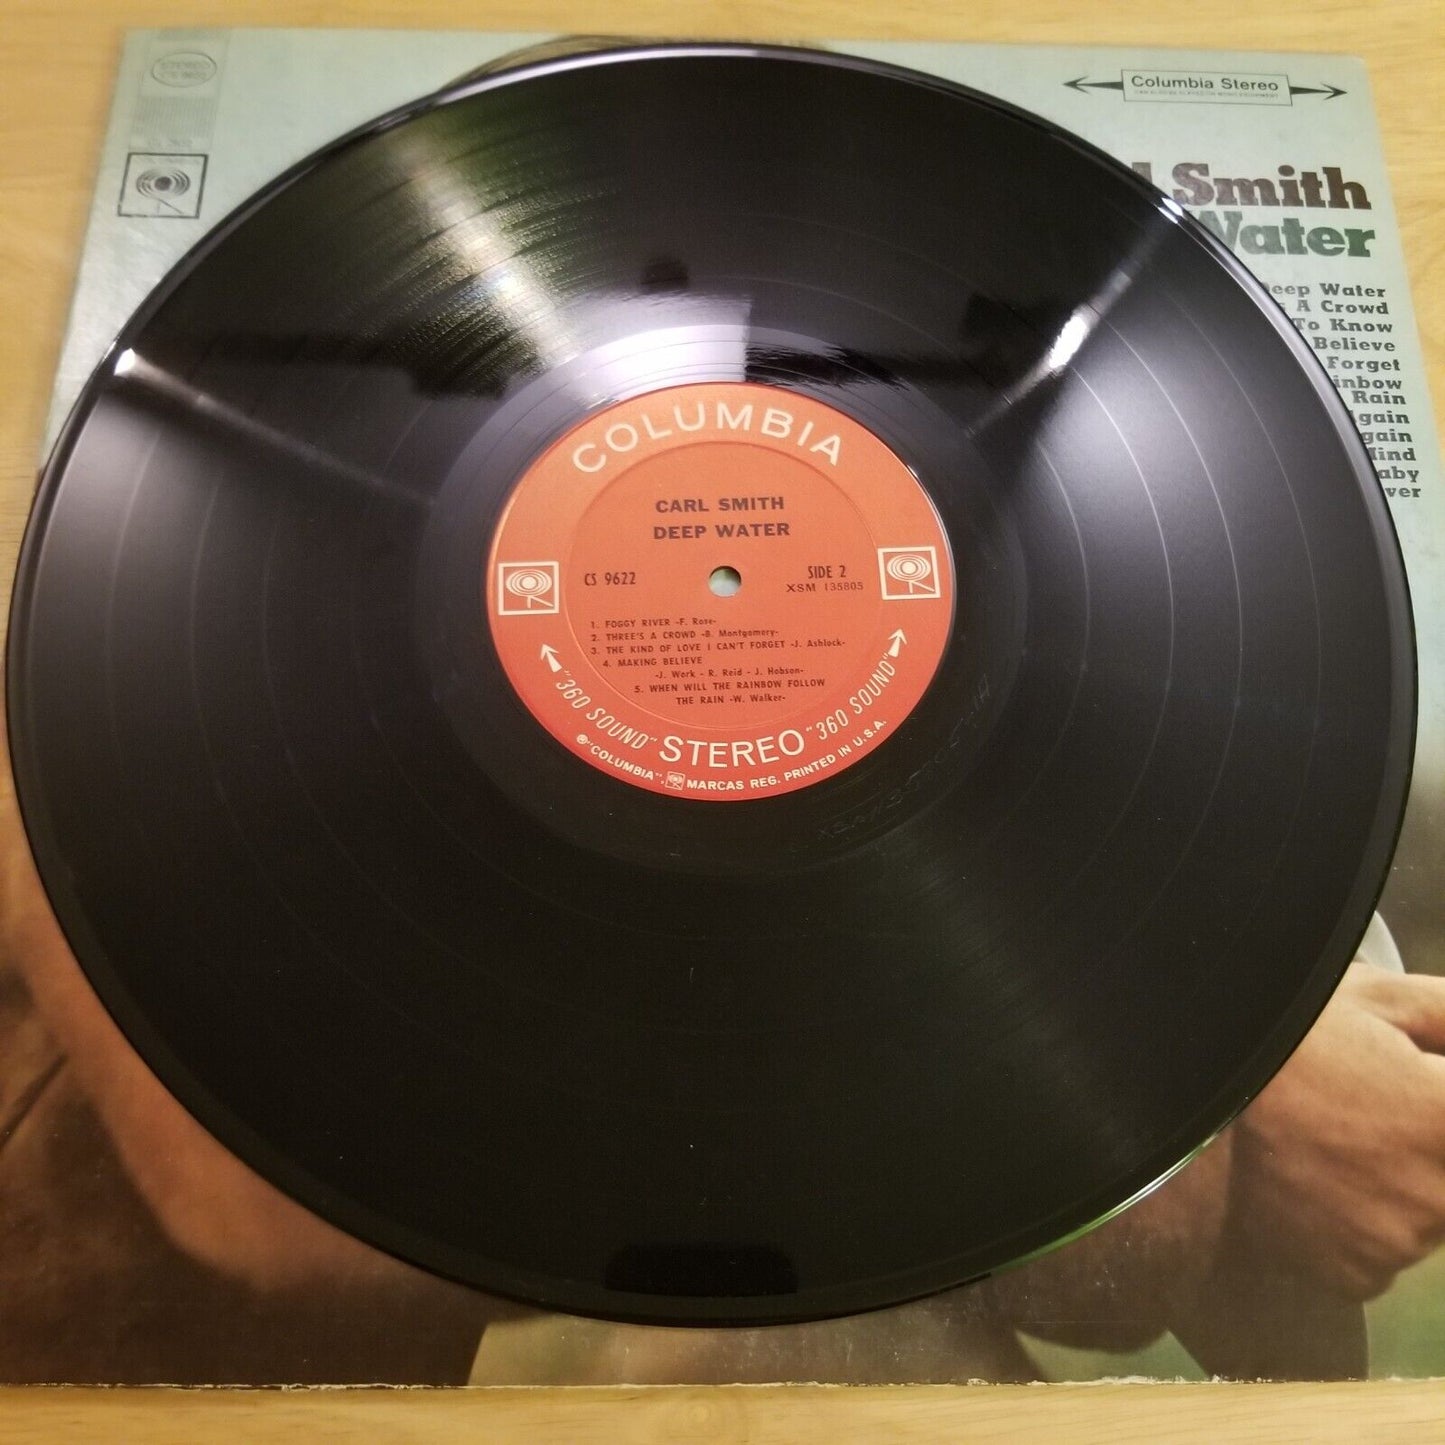 STEREO
Columbia Stereo
Smith
Water
Deep Water
A Crowd
To Know
Believe
Forget
inbow
Rain
Again
gain
Mind
aby
ver
COLUMBIA
CARL SMITH
DEEP WATER
CS 9622
SIDE 2
XSM 135805
1. FOGGY RIVER -F. Rose-
2. THREE'S A CROWD -B. Montgomery-
3. THE KIND OF LOVE I CAN'T FORGET -J. Ashlock-
4. MAKING BELIEVE
-J. Work - R. Reid - J. Hobson-
5. WHEN WILL THE RAINBOW FOLLOW
THE RAIN -W. Walker-
"360 SOUND" STEREO "360 SOUND"
®"COLUMBIA", MARCAS REG. PRINTED IN U.S.A.